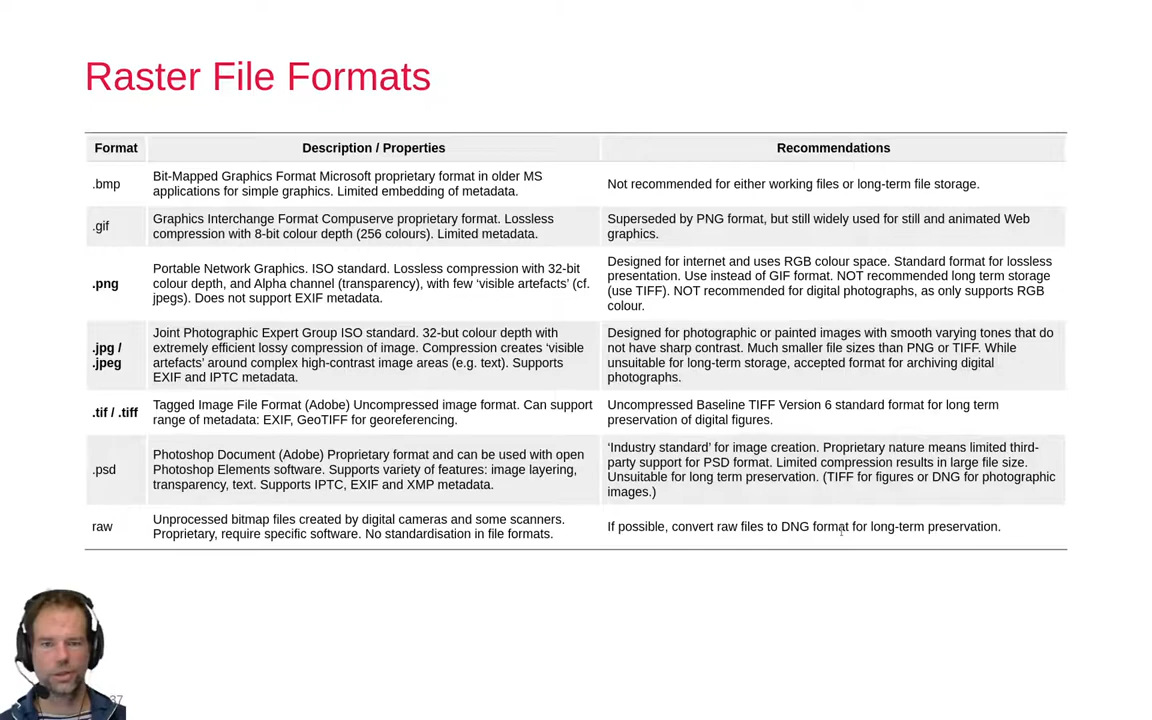 Raster File Formats
Format
Description / Properties
Recommendations
.bmp
Bit-Mapped Graphics Format Microsoft proprietary format in older MS
applications for simple graphics. Limited embedding of metadata.
Not recommended for either working files or long-term file storage.
.gif
Graphics Interchange Format Compuserve proprietary format. Lossless
compression with 8-bit colour depth (256 colours). Limited metadata.
Superseded by PNG format, but still widely used for still and animated Web
graphics.
.png
Portable Network Graphics. ISO standard. Lossless compression with 32-bit
colour depth, and Alpha channel (transparency), with few ‘visible artefacts’ (cf.
jpegs). Does not support EXIF metadata.
Designed for internet and uses RGB colour space. Standard format for lossless
presentation. Use instead of GIF format. NOT recommended long term storage
(use TIFF). NOT recommended for digital photographs, as only supports RGB
colour.
.jpg /
.jpeg
Joint Photographic Expert Group ISO standard. 32-but colour depth with
extremely efficient lossy compression of image. Compression creates ‘visible
artefacts’ around complex high-contrast image areas (e.g. text). Supports
EXIF and IPTC metadata.
Designed for photographic or painted images with smooth varying tones that do
not have sharp contrast. Much smaller file sizes than PNG or TIFF. While
unsuitable for long-term storage, accepted format for archiving digital
photographs.
.tif / .tiff
Tagged Image File Format (Adobe) Uncompressed image format. Can support
range of metadata: EXIF, GeoTIFF for georeferencing.
Uncompressed Baseline TIFF Version 6 standard format for long term
preservation of digital figures.
.psd
Photoshop Document (Adobe) Proprietary format and can be used with open
Photoshop Elements software. Supports variety of features: image layering,
transparency, text. Supports IPTC, EXIF and XMP metadata.
‘Industry standard’ for image creation. Proprietary nature means limited third-
party support for PSD format. Limited compression results in large file size.
Unsuitable for long term preservation. (TIFF for figures or DNG for photographic
images.)
raw
Unprocessed bitmap files created by digital cameras and some scanners.
Proprietary, require specific software. No standardisation in file formats.
If possible, convert raw files to DNG format for long-term preservation.
37